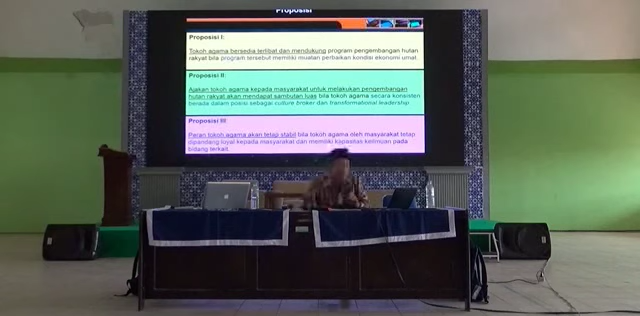 Proposisi
Proposisi I:
Tokoh agama bersedia terlibat dan mendukung program pengembangan hutan
rakyat bila program tersebut memiliki muatan perbaikan kondisi ekonomi umat.
Proposisi II:
Ajakan tokoh agama kepada masyarakat untuk melakukan pengembangan
hutan rakyat akan mendapat sambutan luas bila tokoh agama secara konsisten
berada dalam posisi sebagai culture broker dan transformational leadership
Proposisi III:
Peran tokoh agama akan tetap stabil bila tokoh agama oleh masyarakat tetap
dipandang loyal kepada masyarakat dan memiliki kapasitas keilmuan pada
bidang terkait.